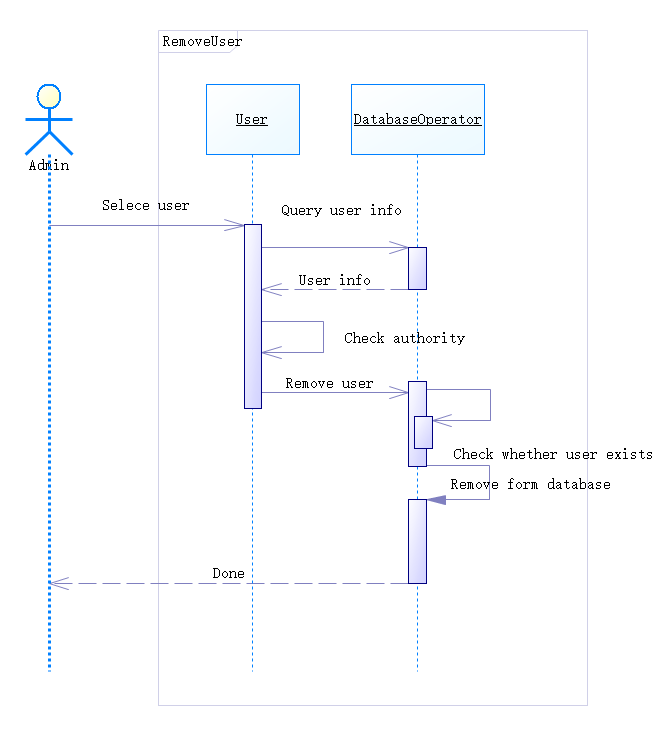 RemoveUser
User
DatabaseOperator
Admin
Selece user
Query user info
User info
Check authority
Remove user
Check whether user exists
Remove form database
Done